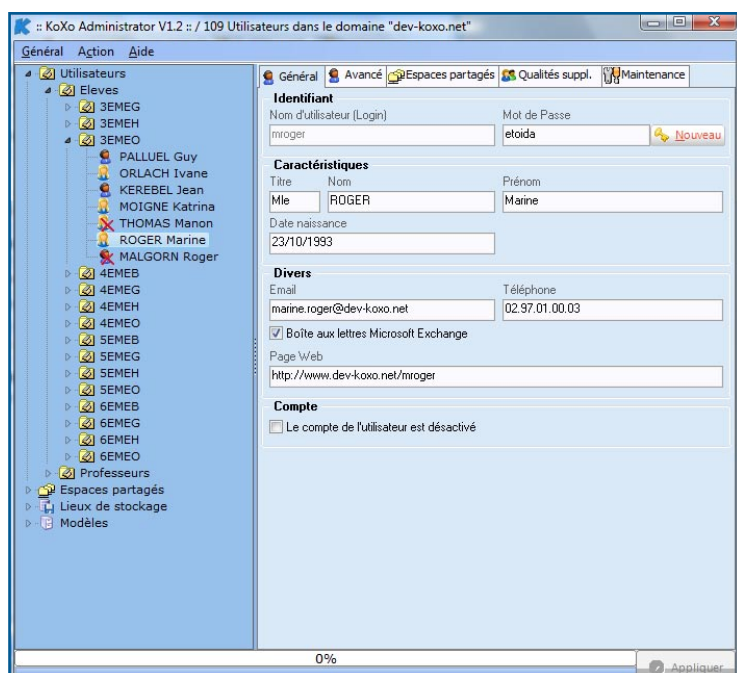 :: KoXo Administrator V1.2 :: / 109 Utilisateurs dans le domaine "dev-koxo.net"
Général Action Aide
Utilisateurs
Eleves
3EMEG
3EMEH
3EMEO
PALLUEL Guy
ORLACH Ivane
KEREBEL Jean
MOIGNE Katrina
THOMAS Manon
ROGER Marine
MALGORN Roger
4EMEB
4EMEG
4EMEH
4EMEO
5EMEB
5EMEG
5EMEH
5EMEO
6EMEB
6EMEG
6EMEH
6EMEO
Professeurs
Espaces partagés
Lieux de stockage
Modèles
Général Avancé Espaces partagés Qualités suppl. Maintenance
Identifiant
Nom d'utilisateur (Login) Mot de Passe
mroger etoida Nouveau
Caractéristiques
Titre Nom Prénom
Mle ROGER Marine
Date naissance
23/10/1993
Divers
Email Téléphone
marine.roger@dev-koxo.net 02.97.01.00.03
Boîte aux lettres Microsoft Exchange
Page Web
http://www.dev-koxo.net/mroger
Compte
Le compte de l'utilisateur est désactivé
0%
Appliquer